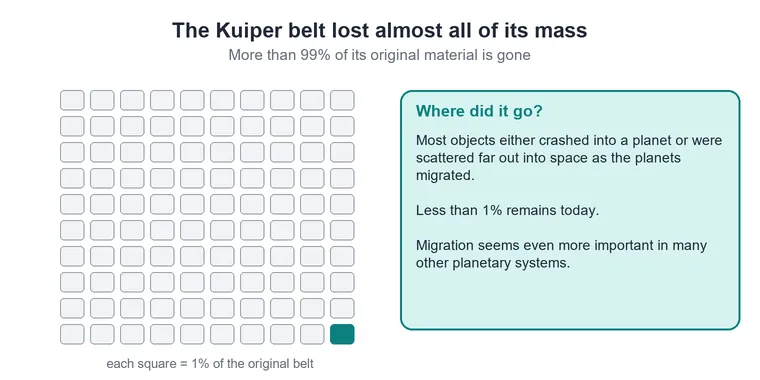 The Kuiper belt lost almost all of its mass
More than 99% of its original material is gone
Where did it go?
Most objects either crashed into a planet or were
scattered far out into space as the planets
migrated.
Less than 1% remains today.
Migration seems even more important in many
other planetary systems.
each square = 1% of the original belt